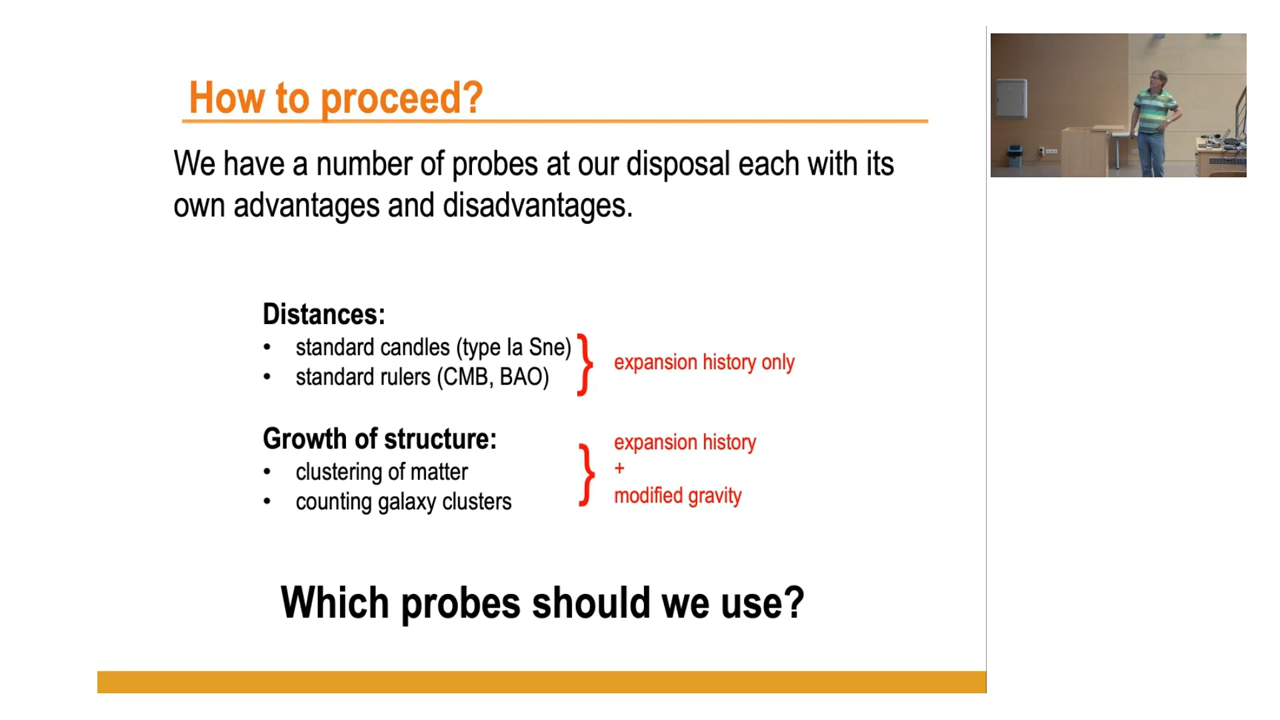 How to proceed?
We have a number of probes at our disposal each with its
own advantages and disadvantages.
Distances:
• standard candles (type Ia Sne)
• standard rulers (CMB, BAO)
} expansion history only
Growth of structure:
• clustering of matter
• counting galaxy clusters
} expansion history
+
modified gravity
Which probes should we use?